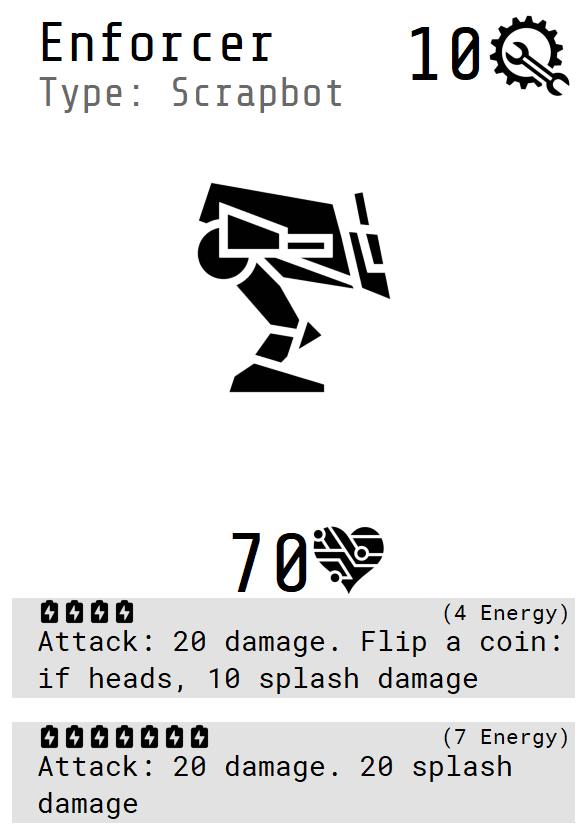 Enforcer
10
Type: Scrapbot
70
(4 Energy)
Attack: 20 damage. Flip a coin:
if heads, 10 splash damage
(7 Energy)
Attack: 20 damage. 20 splash
damage